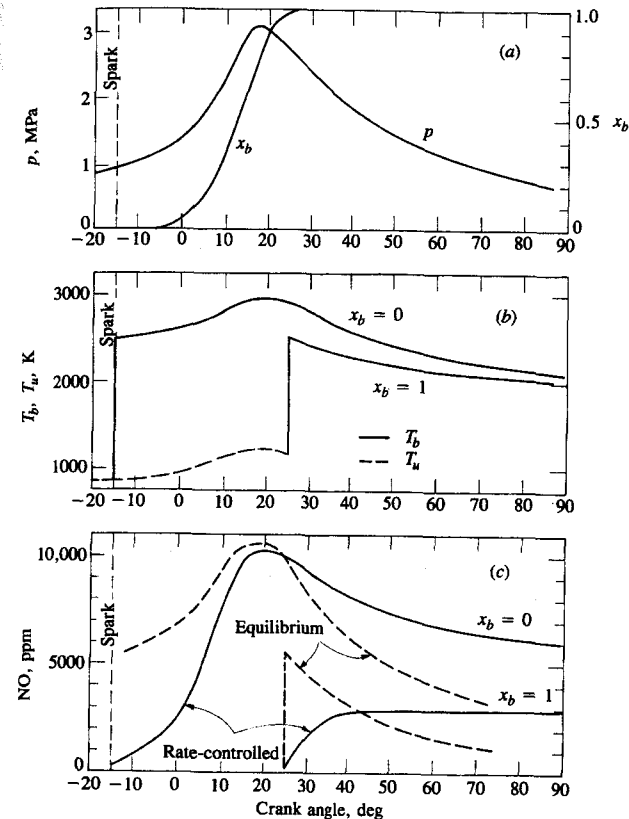 (a)
Spark
p, MPa
3
2
1
0
1.0
0.5
0
x_b
p
x_b
−20 −10 0 10 20 30 40 50 60 70 80 90
(b)
Spark
T_b, T_u, K
3000
2000
1000
x_b = 0
x_b = 1
T_b
T_u
−20 −10 0 10 20 30 40 50 60 70 80 90
(c)
Spark
NO, ppm
10,000
5000
0
x_b = 0
Equilibrium
x_b = 1
Rate-controlled
−20 −10 0 10 20 30 40 50 60 70 80 90
Crank angle, deg